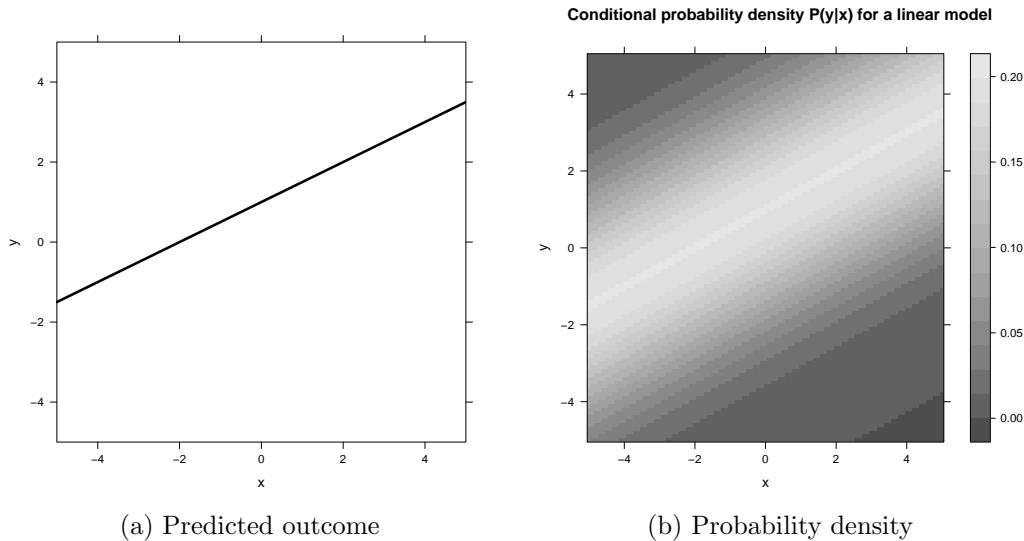 Conditional probability density P(y|x) for a linear model
4
2
0
−2
−4
y
−4 −2 0 2 4
x
4
2
0
−2
−4
y
−4 −2 0 2 4
x
0.20
0.15
0.10
0.05
0.00
(a) Predicted outcome
(b) Probability density